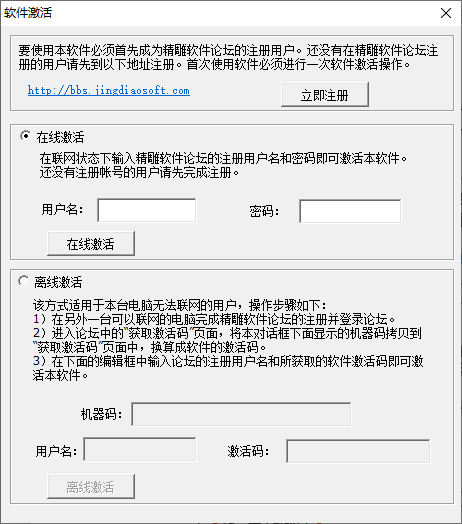 软件激活
要使用本软件必须首先成为精雕软件论坛的注册用户。还没有在精雕软件论坛注
册的用户请先到以下地址注册。首次使用软件必须进行一次软件激活操作。
http://bbs.jingdiaosoft.com
立即注册
在线激活
在联网状态下输入精雕软件论坛的注册用户名和密码即可激活本软件。
还没有注册帐号的用户请先完成注册。
用户名： 密码：
在线激活
离线激活
该方式适用于本台电脑无法联网的用户，操作步骤如下：
1）在另外一台可以联网的电脑完成精雕软件论坛的注册并登录论坛。
2）进入论坛中的“获取激活码”页面，将本对话框下面显示的机器码拷贝到
“获取激活码”页面中，换算成软件的激活码。
3）在下面的编辑框中输入论坛的注册用户名和所获取的软件激活码即可激
活本软件。
机器码：
用户名： 激活码：
离线激活